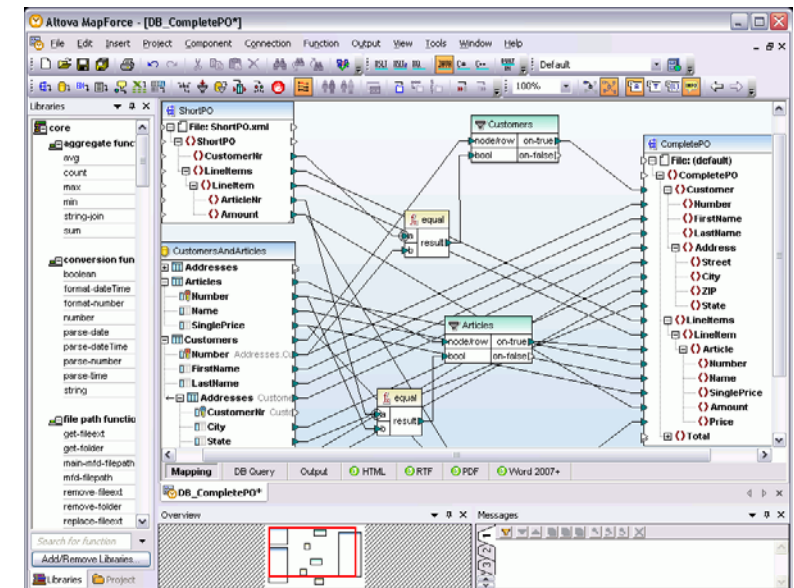 Altova MapForce - [DB_CompletePO*]
File Edit Insert Project Component Connection Function Output View Tools Window Help
Default
100%
Libraries
core
aggregate func
avg
count
max
min
string-join
sum
conversion fun
boolean
format-dateTime
format-number
number
parse-date
parse-dateTime
parse-number
parse-time
string
file path functio
get-fileext
get-folder
main-mfd-filepath
mfd-filepath
remove-fileext
remove-folder
replace-fileext
Search for function
Add/Remove Libraries
Libraries Project
ShortPO
File: ShortPO.xml
ShortPO
CustomerNr
LineItems
LineItem
ArticleNr
Amount
CustomersAndArticles
Addresses
Articles
Number
Name
SinglePrice
Customers
Number Addresses.Cu
FirstName
LastName
Addresses Custome
CustomerNr Custo
City
State
Customers
node/row on-true
bool on-false
equal
a
b
result
Articles
node/row on-true
bool on-false
equal
a
b
result
CompletePO
File: (default)
CompletePO
Customer
Number
FirstName
LastName
Address
Street
City
ZIP
State
LineItems
LineItem
Article
Number
Name
SinglePrice
Amount
Price
Total
Mapping DB Query Output HTML RTF PDF Word 2007+
DB_CompletePO*
Overview
Messages
1
2
3